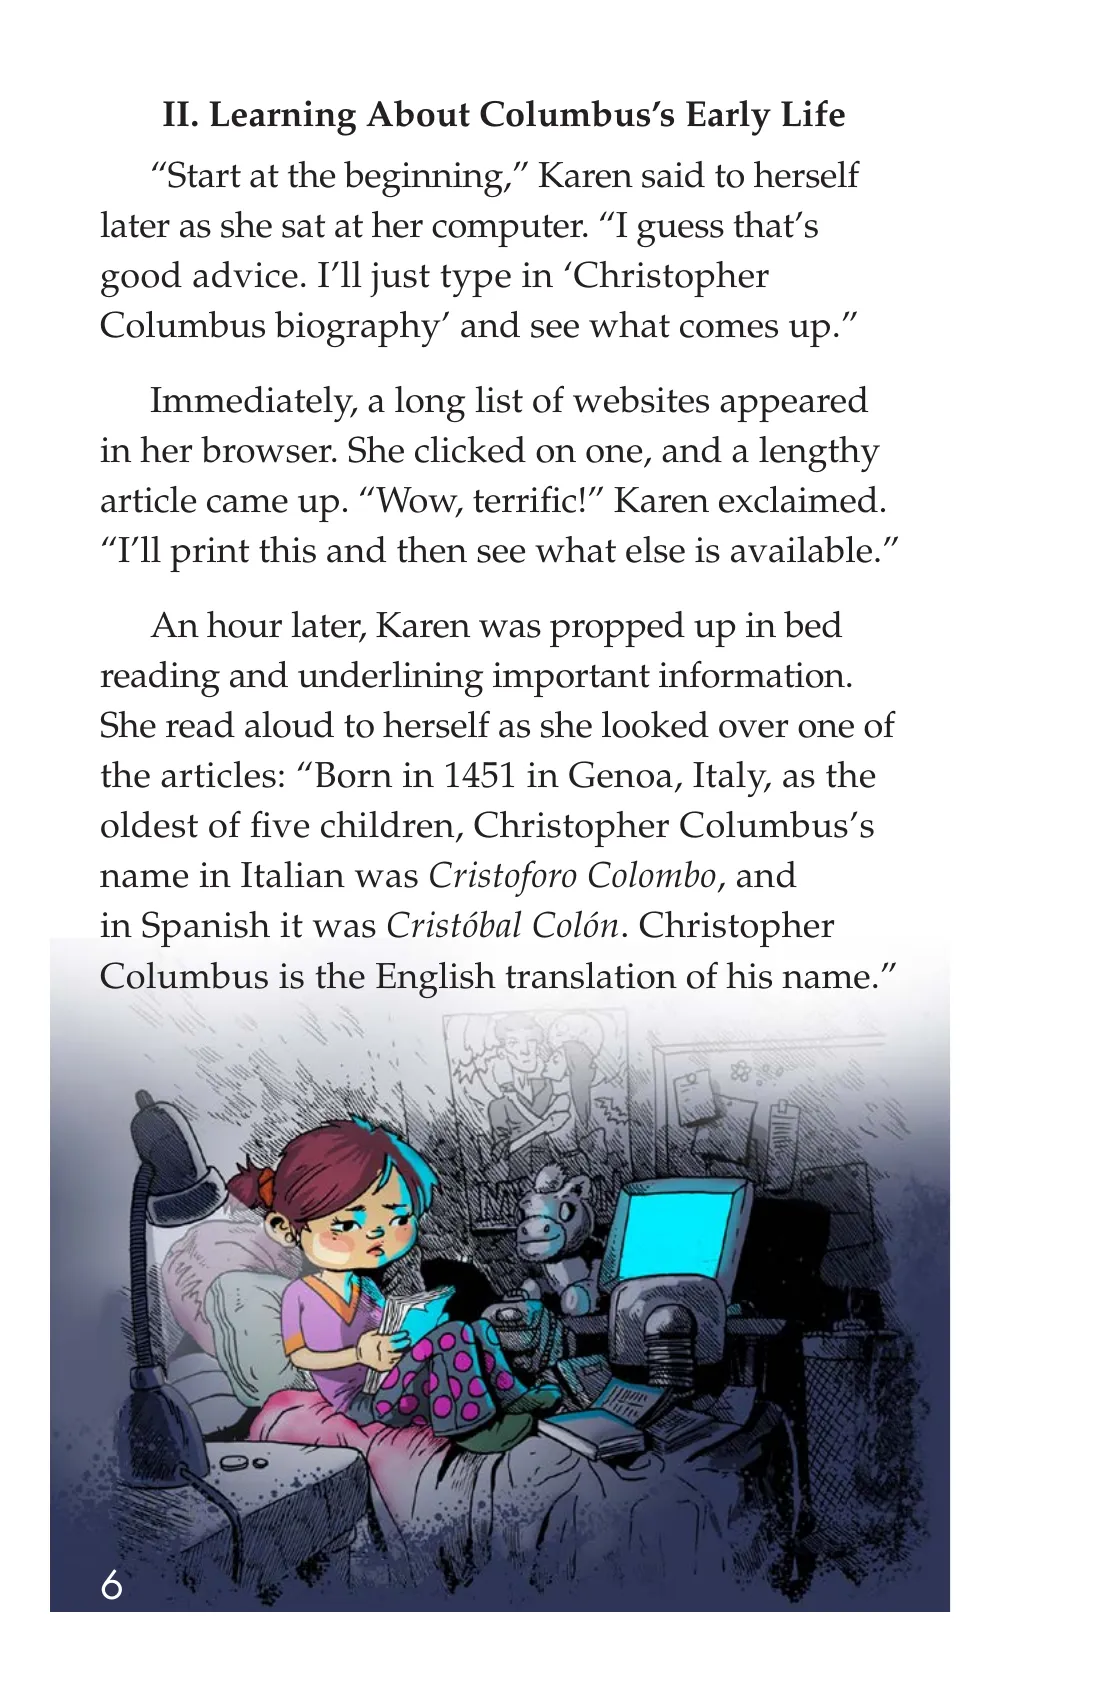 II. Learning About Columbus’s Early Life
“Start at the beginning,” Karen said to herself
later as she sat at her computer. “I guess that’s
good advice. I’ll just type in ‘Christopher
Columbus biography’ and see what comes up.”
Immediately, a long list of websites appeared
in her browser. She clicked on one, and a lengthy
article came up. “Wow, terrific!” Karen exclaimed.
“I’ll print this and then see what else is available.”
An hour later, Karen was propped up in bed
reading and underlining important information.
She read aloud to herself as she looked over one of
the articles: “Born in 1451 in Genoa, Italy, as the
oldest of five children, Christopher Columbus’s
name in Italian was Cristoforo Colombo, and
in Spanish it was Cristóbal Colón. Christopher
Columbus is the English translation of his name.”
6